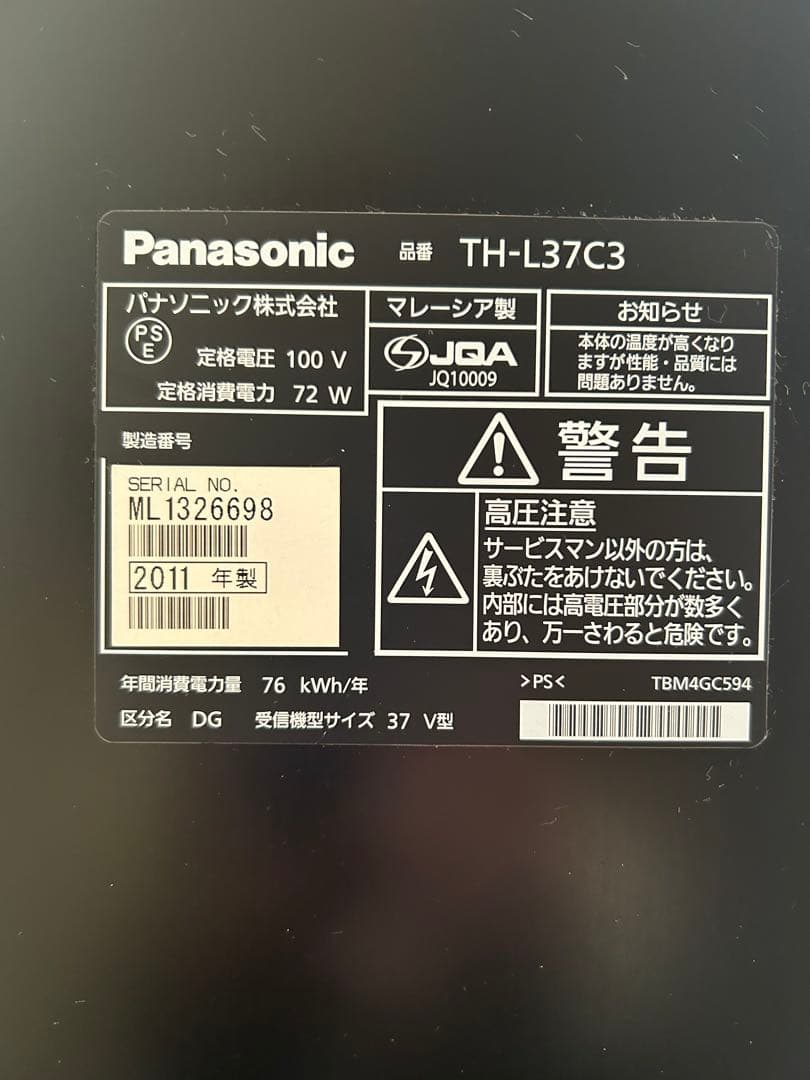 Panasonic 品番 TH-L37C3
パナソニック株式会社
PS
E
定格電圧 100 V
定格消費電力 72 W
マレーシア製
JQA
JQ10009
お知らせ
本体の温度が高くなり
ますが性能・品質には
問題ありません。
製造番号
SERIAL NO.
ML1326698
2011 年製
警告
高圧注意
サービスマン以外の方は、
裏ぶたをあけないでください。
内部には高電圧部分が数多く
あり、万一さわると危険です。
年間消費電力量 76 kWh/年
>PS<
TBM4GC594
区分名 DG 受信機型サイズ 37 V型